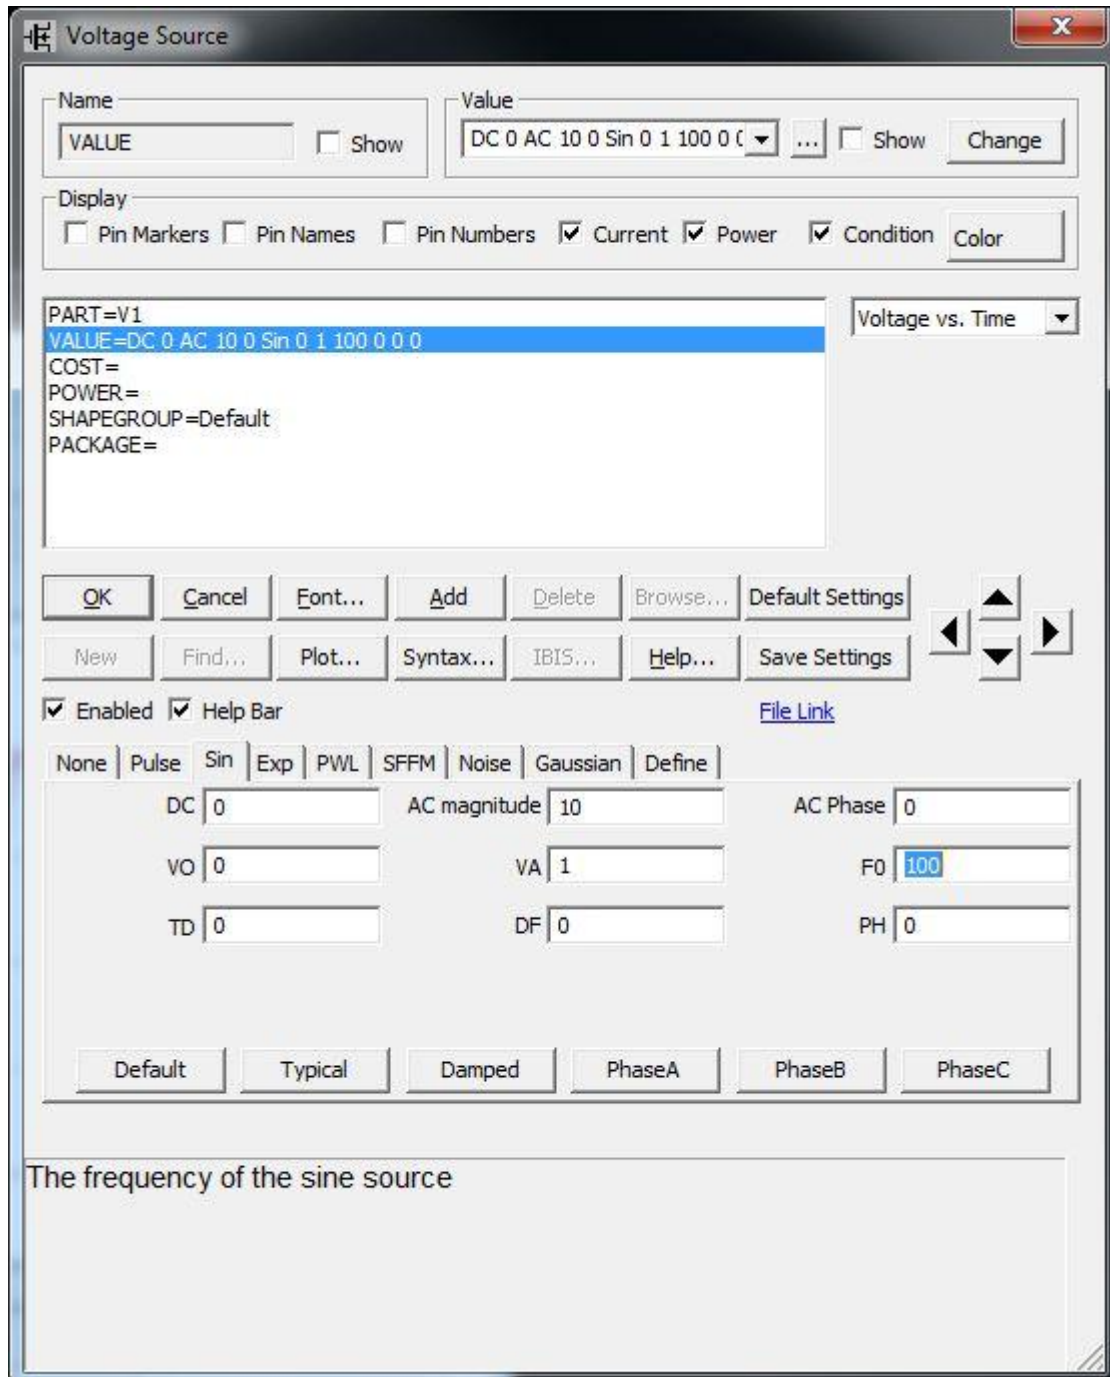 Voltage Source
Name
Value
VALUE
Show
DC 0 AC 10 0 Sin 0 1 100 0 0
...
Show
Change
Display
Pin Markers
Pin Names
Pin Numbers
Current
Power
Condition
Color
PART=V1
VALUE=DC 0 AC 10 0 Sin 0 1 100 0 0 0
COST=
POWER=
SHAPEGROUP=Default
PACKAGE=
Voltage vs. Time
OK
Cancel
Font...
Add
Delete
Browse...
Default Settings
New
Find...
Plot...
Syntax...
IBIS...
Help...
Save Settings
Enabled
Help Bar
File Link
None
Pulse
Sin
Exp
PWL
SFFM
Noise
Gaussian
Define
DC 0
AC magnitude 10
AC Phase 0
VO 0
VA 1
F0 100
TD 0
DF 0
PH 0
Default
Typical
Damped
PhaseA
PhaseB
PhaseC
The frequency of the sine source